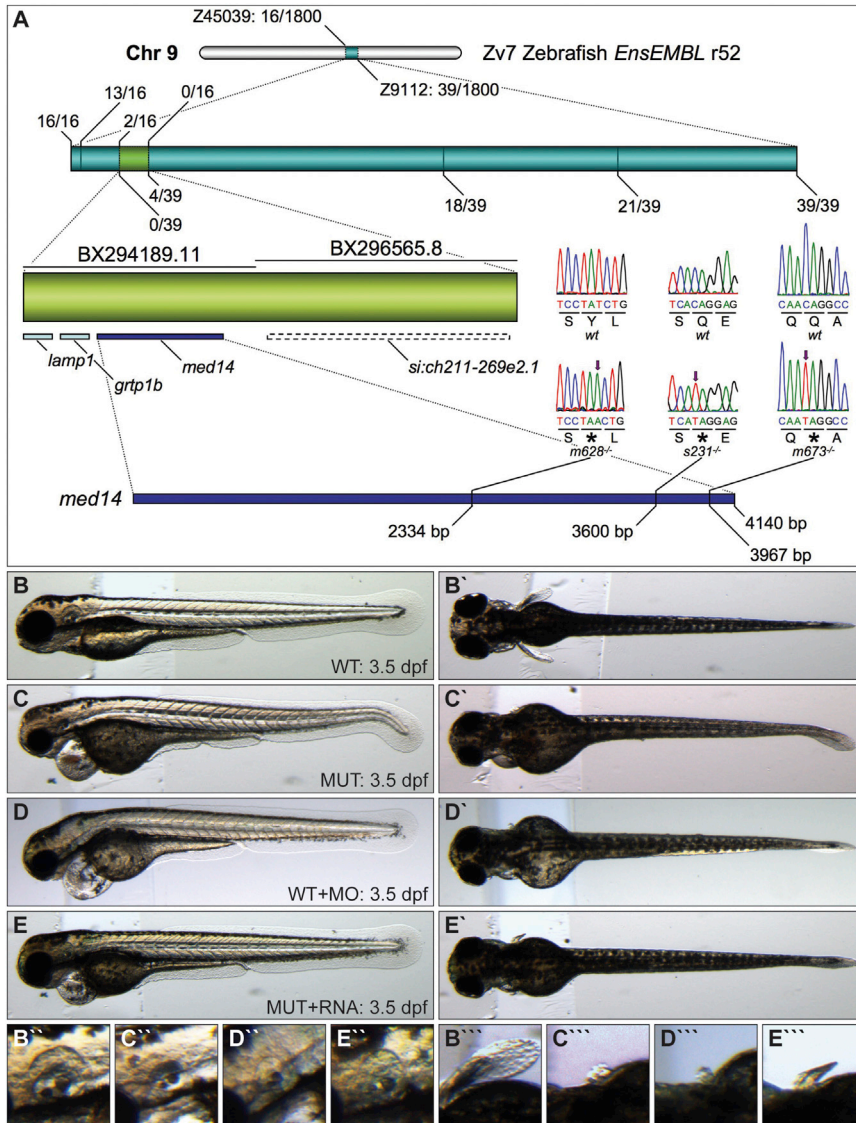 A
Z45039: 16/1800
Chr 9
Zv7 Zebrafish EnsEMBL r52
Z9112: 39/1800
0/16
13/16
16/16
2/16
4/39
0/39
18/39
21/39
39/39
BX294189.11
BX296565.8
lamp1
grtp1b
med14
si:ch211-269e2.1
TCCTATCTG
S Y L
wt
TCACAGGAG
S Q E
wt
CAACAGGCC
Q Q A
wt
TCCTAACTG
S * L
m628-/-
TCATAGGAG
S * E
s231-/-
CAATAGGCC
Q * A
m673-/-
med14
2334 bp
3600 bp
4140 bp
3967 bp
B
WT: 3.5 dpf
B`
C
MUT: 3.5 dpf
C`
D
WT+MO: 3.5 dpf
D`
E
MUT+RNA: 3.5 dpf
E`
B``
C``
D``
E``
B```
C```
D```
E```